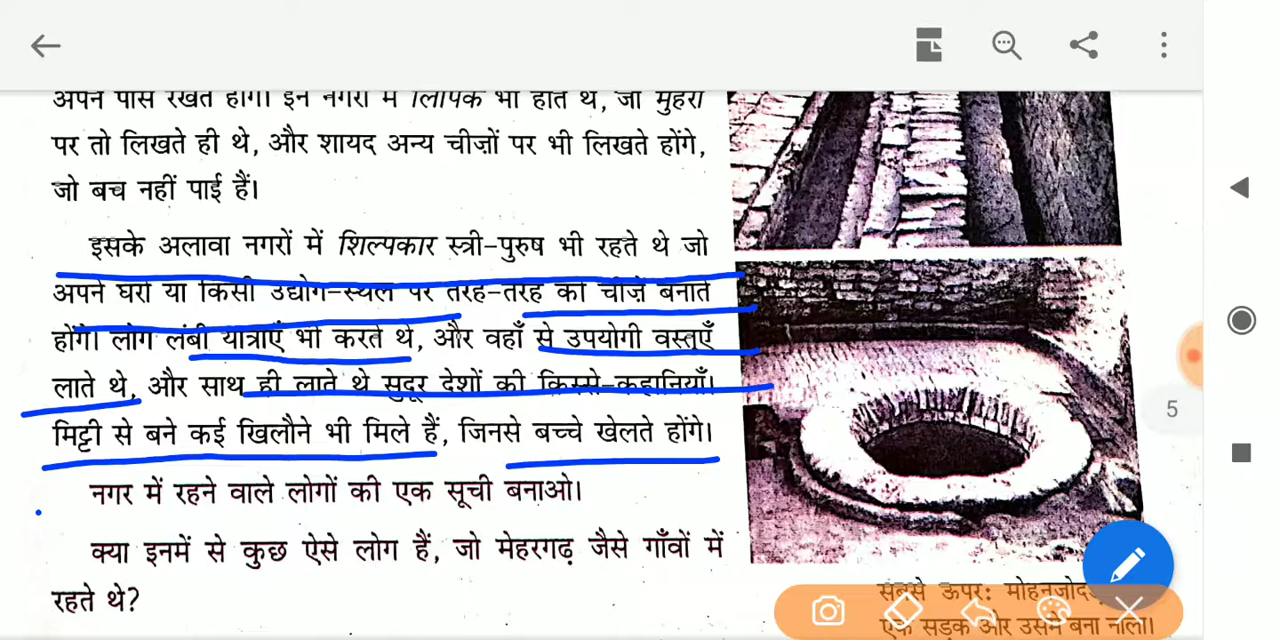 अपने पास रखते होंगे। इन नगरों में लिपिक भी होते थे, जो मुहरों
पर तो लिखते ही थे, और शायद अन्य चीज़ों पर भी लिखते होंगे,
जो बच नहीं पाई हैं।
इसके अलावा नगरों में शिल्पकार स्त्री-पुरुष भी रहते थे जो
अपने घरों या किसी उद्योग-स्थल पर तरह-तरह की चीज़ें बनाते
होंगे। लोग लंबी यात्राएं भी करते थे, और वहाँ से उपयोगी वस्तुएँ
लाते थे, और साथ ही लाते थे सुदूर देशों की किस्से-कहानियाँ।
मिट्टी से बने कई खिलौने भी मिले हैं, जिनसे बच्चे खेलते होंगे।
नगर में रहने वाले लोगों की एक सूची बनाओ।
क्या इनमें से कुछ ऐसे लोग हैं, जो मेहरगढ़ जैसे गाँवों में
रहते थे?
5
सबसे ऊपर:
एक सड़क और उसमें बना नाला।